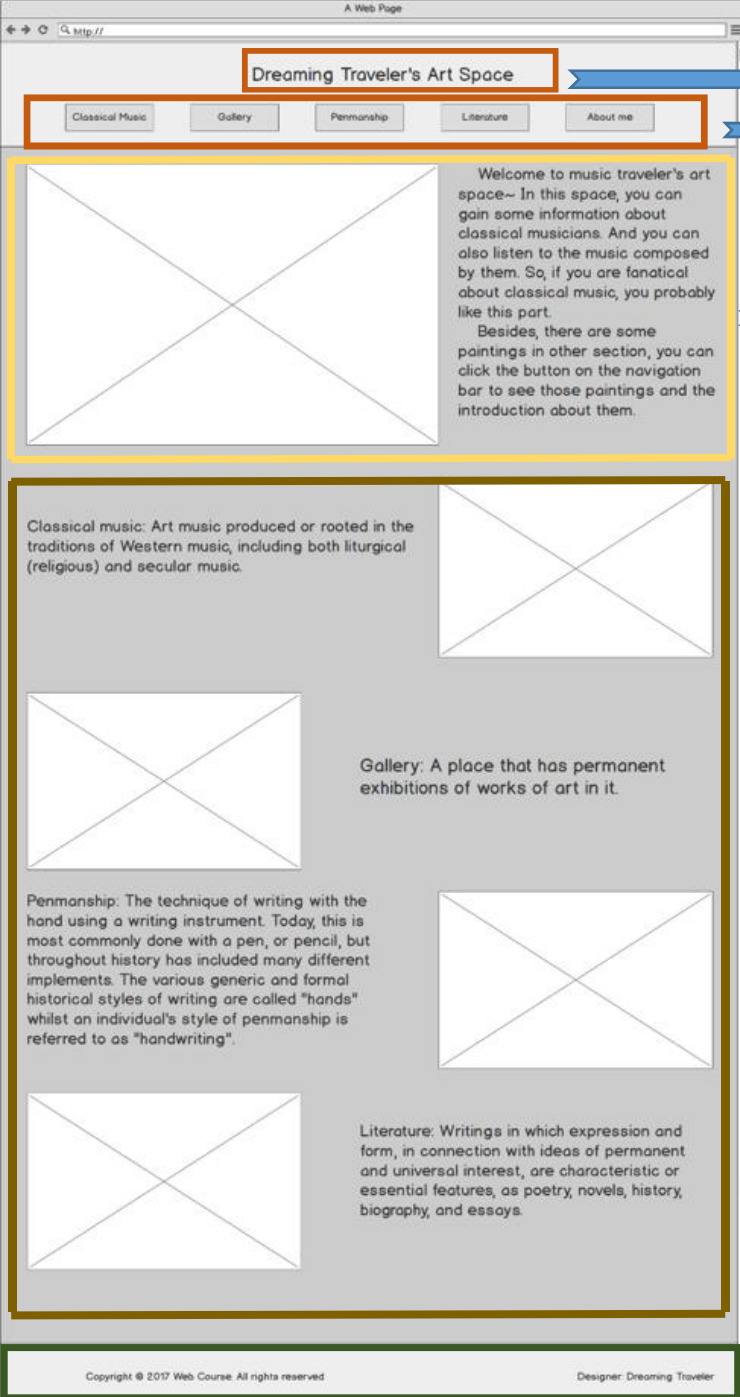 A Web Page
http://
Dreaming Traveler's Art Space
Classical Music
Gallery
Penmanship
Literature
About me
Welcome to music traveler's art
space~ In this space, you can
gain some information about
classical musicians. And you can
also listen to the music composed
by them. So, if you are fanatical
about classical music, you probably
like this part.
Besides, there are some
paintings in other section, you can
click the button on the navigation
bar to see those paintings and the
introduction about them.
Classical music: Art music produced or rooted in the
traditions of Western music, including both liturgical
(religious) and secular music.
Gallery: A place that has permanent
exhibitions of works of art in it.
Penmanship: The technique of writing with the
hand using a writing instrument. Today, this is
most commonly done with a pen, or pencil, but
throughout history has included many different
implements. The various generic and formal
historical styles of writing are called "hands"
whilst an individual's style of penmanship is
referred to as "handwriting".
Literature: Writings in which expression and
form, in connection with ideas of permanent
and universal interest, are characteristic or
essential features, as poetry, novels, history,
biography, and essays.
Copyright © 2017 Web Course. All rights reserved
Designer: Dreaming Traveler